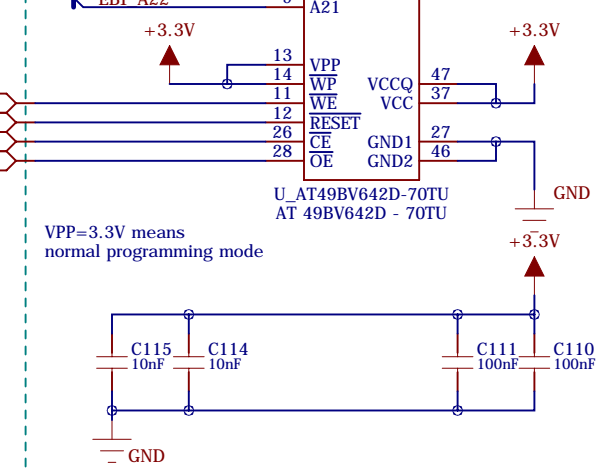 EBI_A22
A21
+3.3V
+3.3V
13 VPP
14 WP
11 WE
12 RESET
26 CE
28 OE
VCCQ 47
VCC 37
GND1 27
GND2 46
U_AT49BV642D-70TU
AT 49BV642D - 70TU
GND
VPP=3.3V means
normal programming mode
+3.3V
C115
10nF
C114
10nF
C111
100nF
C110
100nF
GND